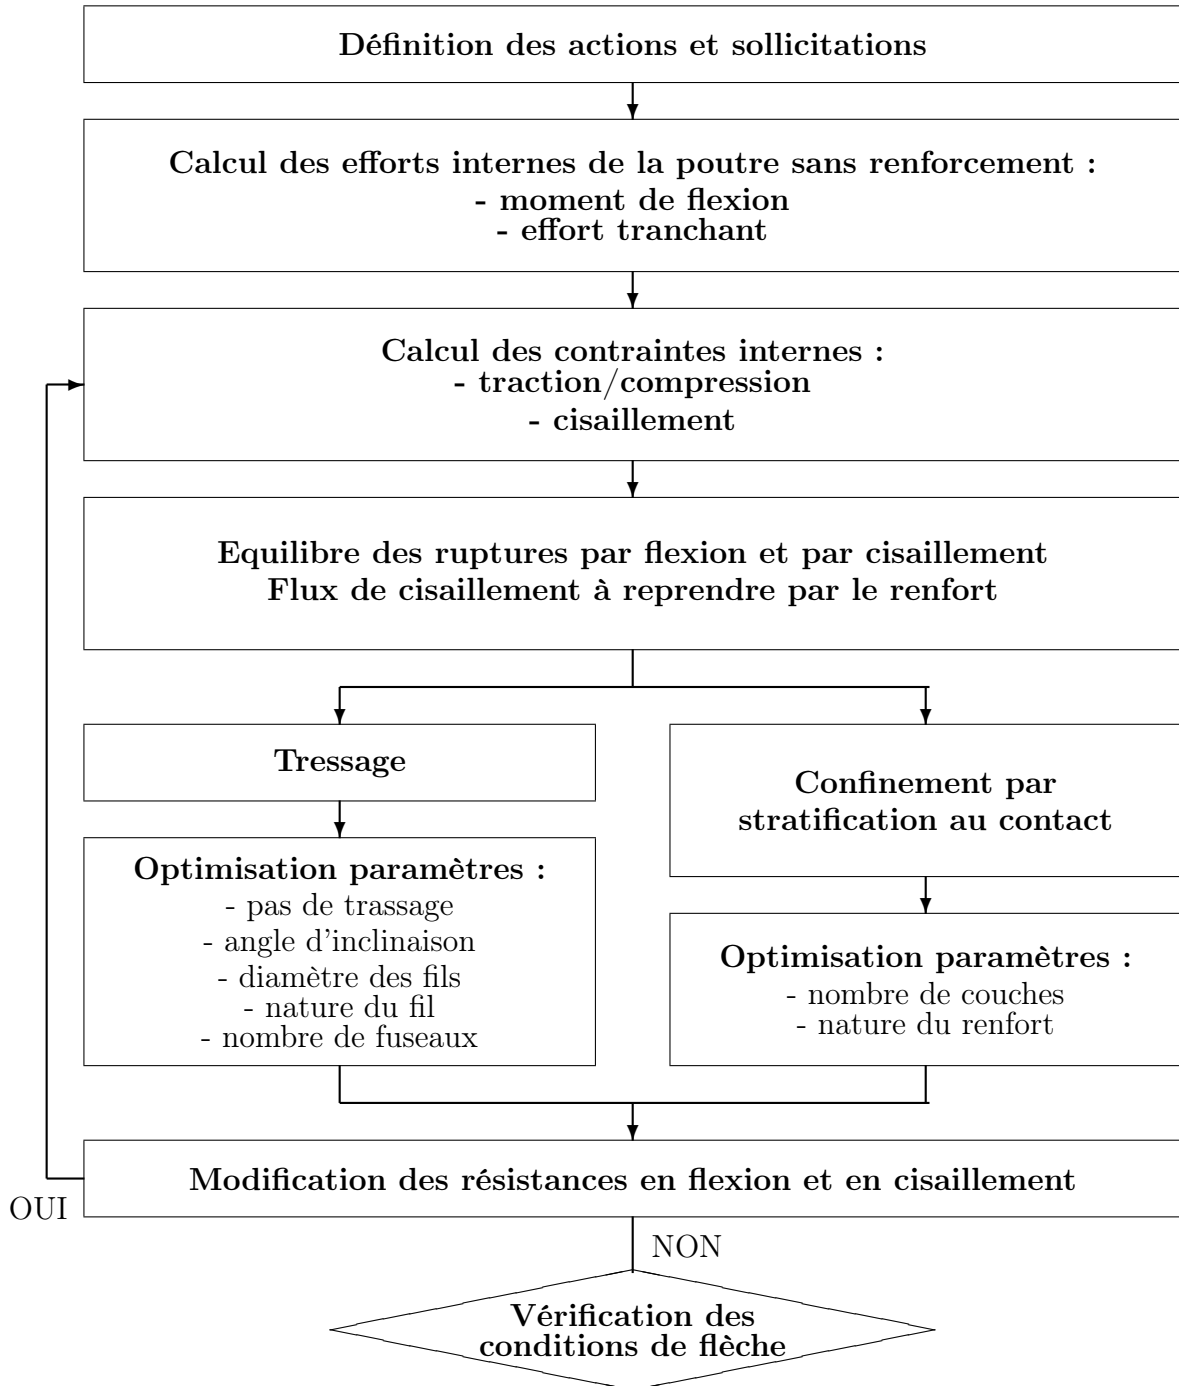 Définition des actions et sollicitations
Calcul des efforts internes de la poutre sans renforcement :
- moment de flexion
- effort tranchant
Calcul des contraintes internes :
- traction/compression
- cisaillement
Equilibre des ruptures par flexion et par cisaillement
Flux de cisaillement à reprendre par le renfort
Tressage
Optimisation paramètres :
- pas de trassage
- angle d'inclinaison
- diamètre des fils
- nature du fil
- nombre de fuseaux
Confinement par
stratification au contact
Optimisation paramètres :
- nombre de couches
- nature du renfort
Modification des résistances en flexion et en cisaillement
OUI
NON
Vérification des
conditions de flèche